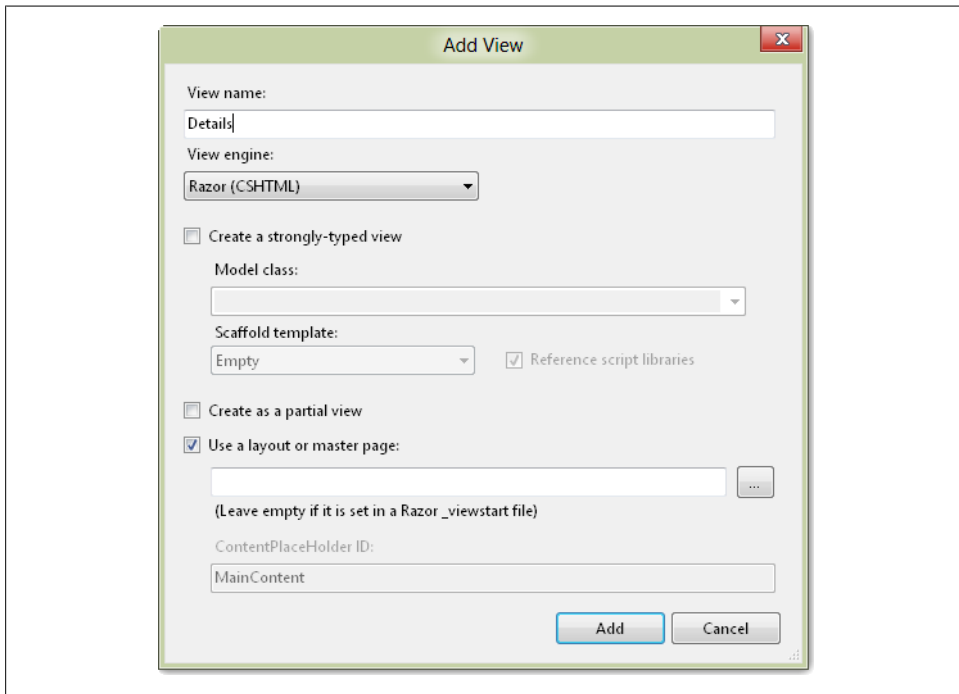 Add View
View name:
Details
View engine:
Razor (CSHTML)
Create a strongly-typed view
Model class:
Scaffold template:
Empty
Reference script libraries
Create as a partial view
Use a layout or master page:
...
(Leave empty if it is set in a Razor _viewstart file)
ContentPlaceHolder ID:
MainContent
Add
Cancel